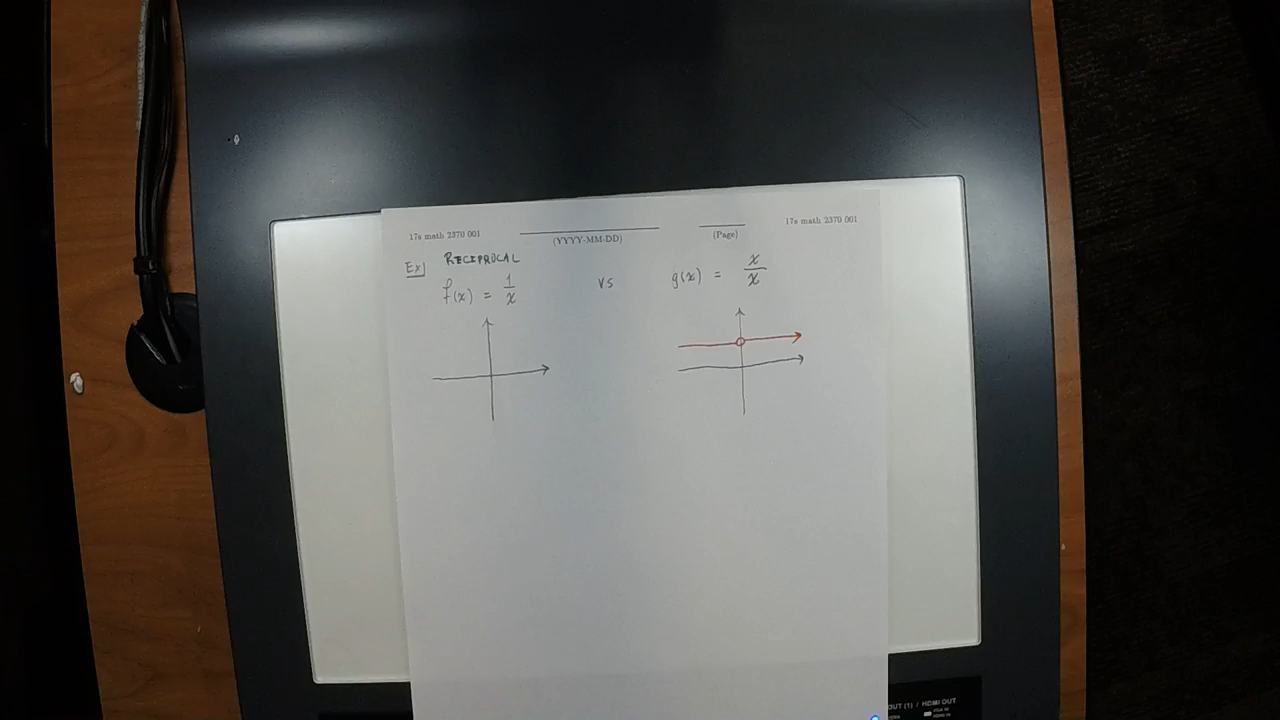 17s math 2370 001
(YYYY-MM-DD)
(Page)
17s math 2370 001
Ex) RECIPROCAL
f(x) = 1/x vs g(x) = x/x
OUT (1) / HDMI OUT